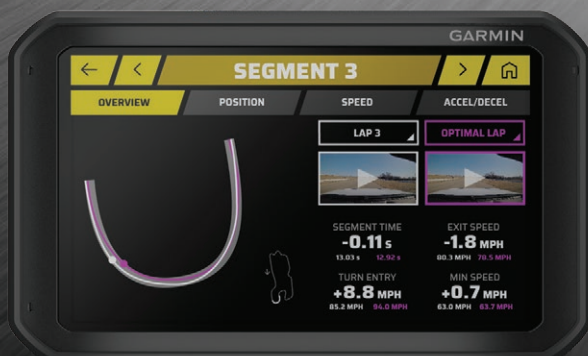 GARMIN
SEGMENT 3
OVERVIEW POSITION SPEED ACCEL/DECEL
LAP 3 OPTIMAL LAP
SEGMENT TIME EXIT SPEED
-0.11 s -1.8 MPH
13.03 s 12.92 s 80.3 MPH 78.5 MPH
TURN ENTRY MIN SPEED
+8.8 MPH +0.7 MPH
85.2 MPH 94.0 MPH 63.0 MPH 63.7 MPH